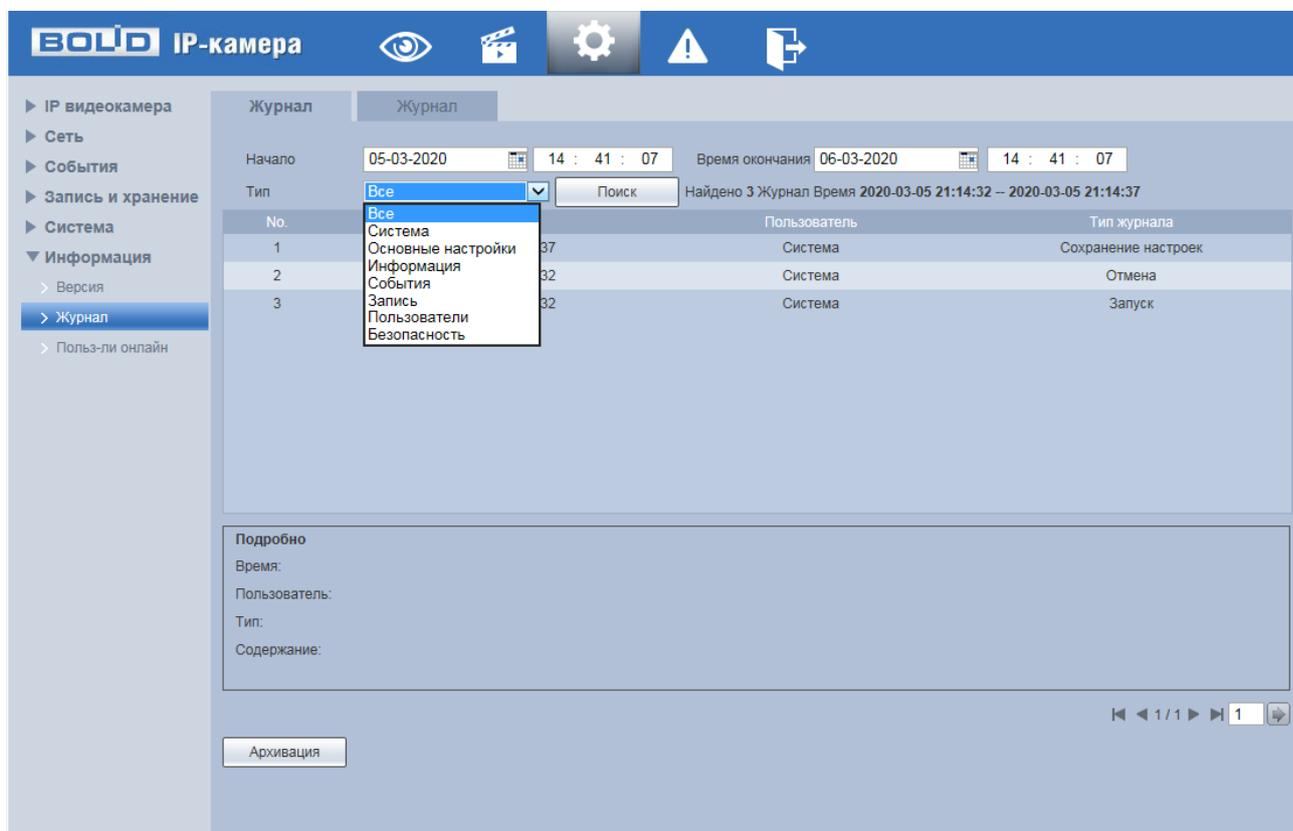 BOLID IP-камера
IP видеокамера
Сеть
События
Запись и хранение
Система
Информация
Версия
Журнал
Польз-ли онлайн
Журнал Журнал
Начало 05-03-2020 14 : 41 : 07 Время окончания 06-03-2020 14 : 41 : 07
Тип Все Поиск Найдено 3 Журнал Время 2020-03-05 21:14:32 -- 2020-03-05 21:14:37
Все
Система
Основные настройки
Информация
События
Запись
Пользователи
Безопасность
No. Пользователь Тип журнала
1 37 Система Сохранение настроек
2 32 Система Отмена
3 32 Система Запуск
Подробно
Время:
Пользователь:
Тип:
Содержание:
1 / 1 1
Архивация